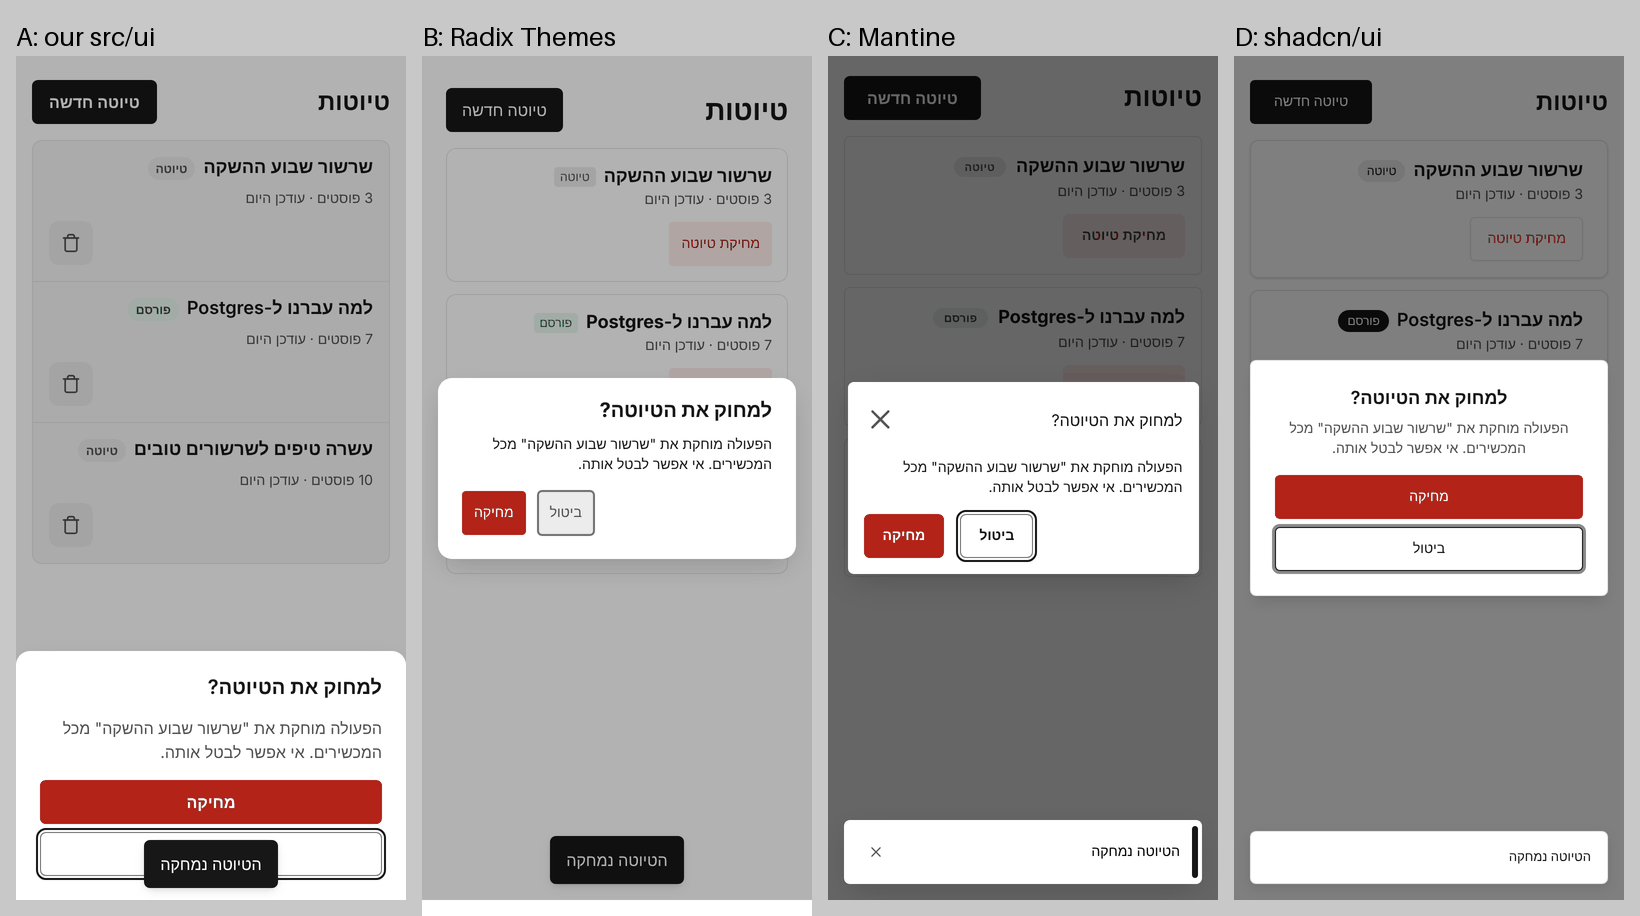 A: our src/ui
טיוטות
טיוטה חדשה
שרשור שבוע ההשקה
טיוטה
3 פוסטים · עודכן היום
למה עברנו ל-Postgres
פורסם
7 פוסטים · עודכן היום
עשרה טיפים לשרשורים טובים
טיוטה
10 פוסטים · עודכן היום
למחוק את הטיוטה?
הפעולה מוחקת את "שרשור שבוע ההשקה" מכל
המכשירים. אי אפשר לבטל אותה.
מחיקה
הטיוטה נמחקה
B: Radix Themes
טיוטות
טיוטה חדשה
שרשור שבוע ההשקה
טיוטה
3 פוסטים · עודכן היום
מחיקת טיוטה
למה עברנו ל-Postgres
פורסם
7 פוסטים · עודכן היום
למחוק את הטיוטה?
הפעולה מוחקת את "שרשור שבוע ההשקה" מכל
המכשירים. אי אפשר לבטל אותה.
ביטול
מחיקה
הטיוטה נמחקה
C: Mantine
טיוטות
טיוטה חדשה
שרשור שבוע ההשקה
טיוטה
3 פוסטים · עודכן היום
מחיקת טיוטה
למה עברנו ל-Postgres
פורסם
7 פוסטים · עודכן היום
למחוק את הטיוטה?
הפעולה מוחקת את "שרשור שבוע ההשקה" מכל
המכשירים. אי אפשר לבטל אותה.
ביטול
מחיקה
הטיוטה נמחקה
D: shadcn/ui
טיוטות
טיוטה חדשה
שרשור שבוע ההשקה
טיוטה
3 פוסטים · עודכן היום
מחיקת טיוטה
למה עברנו ל-Postgres
פורסם
7 פוסטים · עודכן היום
למחוק את הטיוטה?
הפעולה מוחקת את "שרשור שבוע ההשקה" מכל
המכשירים. אי אפשר לבטל אותה.
מחיקה
ביטול
הטיוטה נמחקה